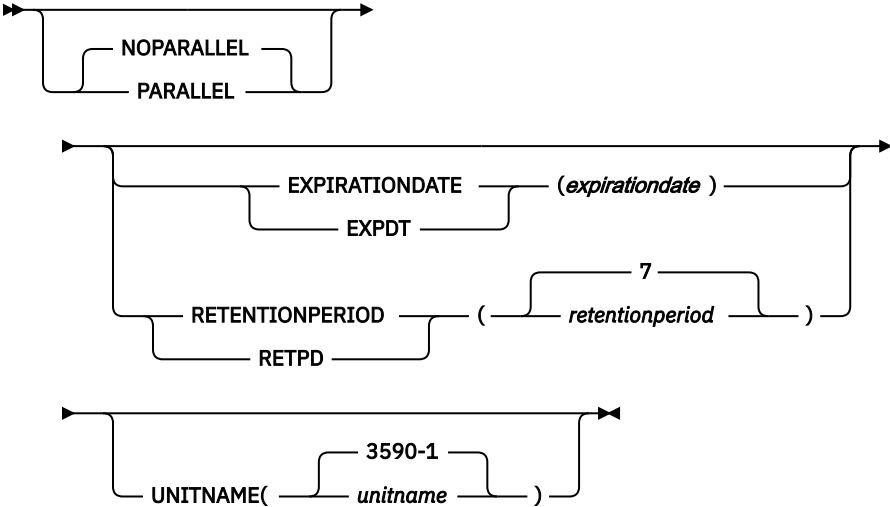 NOPARALLEL
PARALLEL
EXPIRATIONDATE (expirationdate )
EXPDT
7
RETENTIONPERIOD ( retentionperiod )
RETPD
3590-1
UNITNAME( unitname )